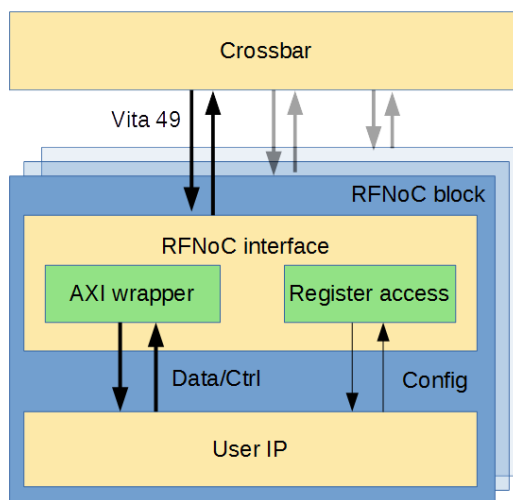 Crossbar
Vita 49
RFNoC block
RFNoC interface
AXI wrapper
Register access
Data/Ctrl
Config
User IP